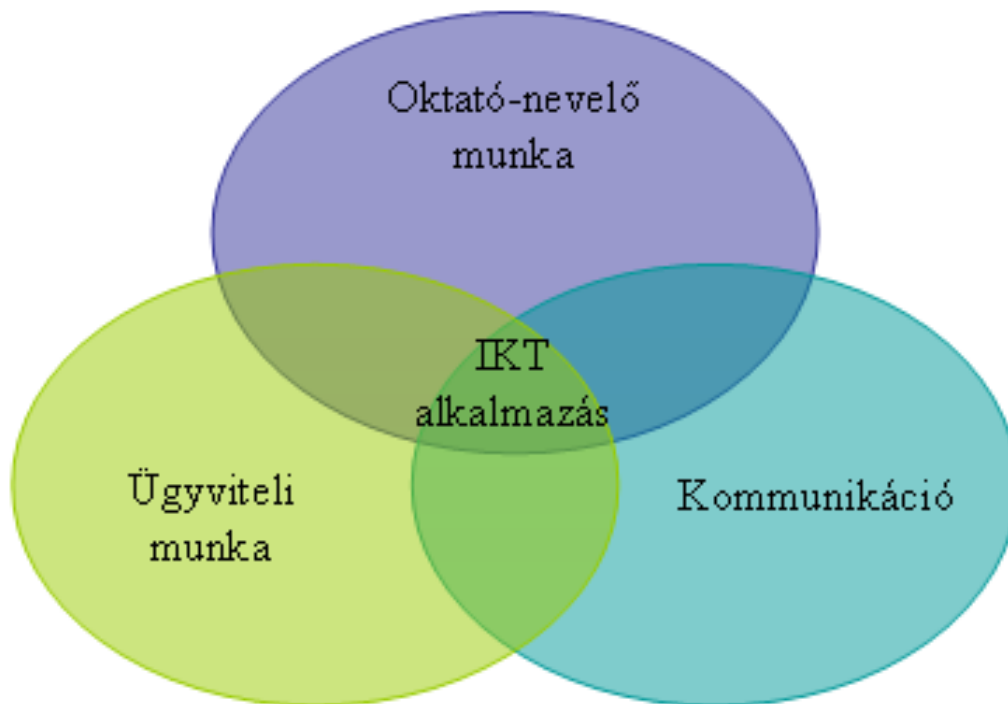 Oktató-nevelő
munka
IKT
alkalmazás
Ügyviteli
munka
Kommunikáció